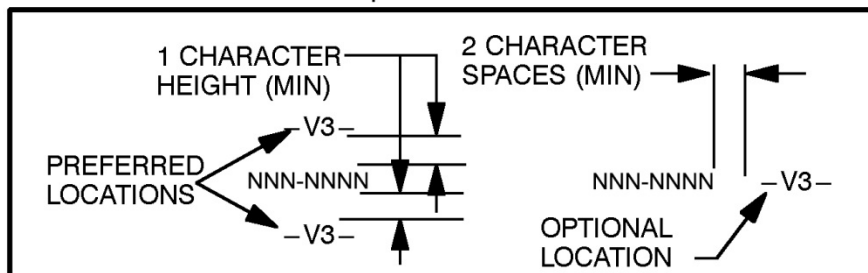 1 CHARACTER
HEIGHT (MIN)
2 CHARACTER
SPACES (MIN)
–V3–
PREFERRED
LOCATIONS
NNN-NNNN
–V3–
NNN-NNNN
–V3–
OPTIONAL
LOCATION